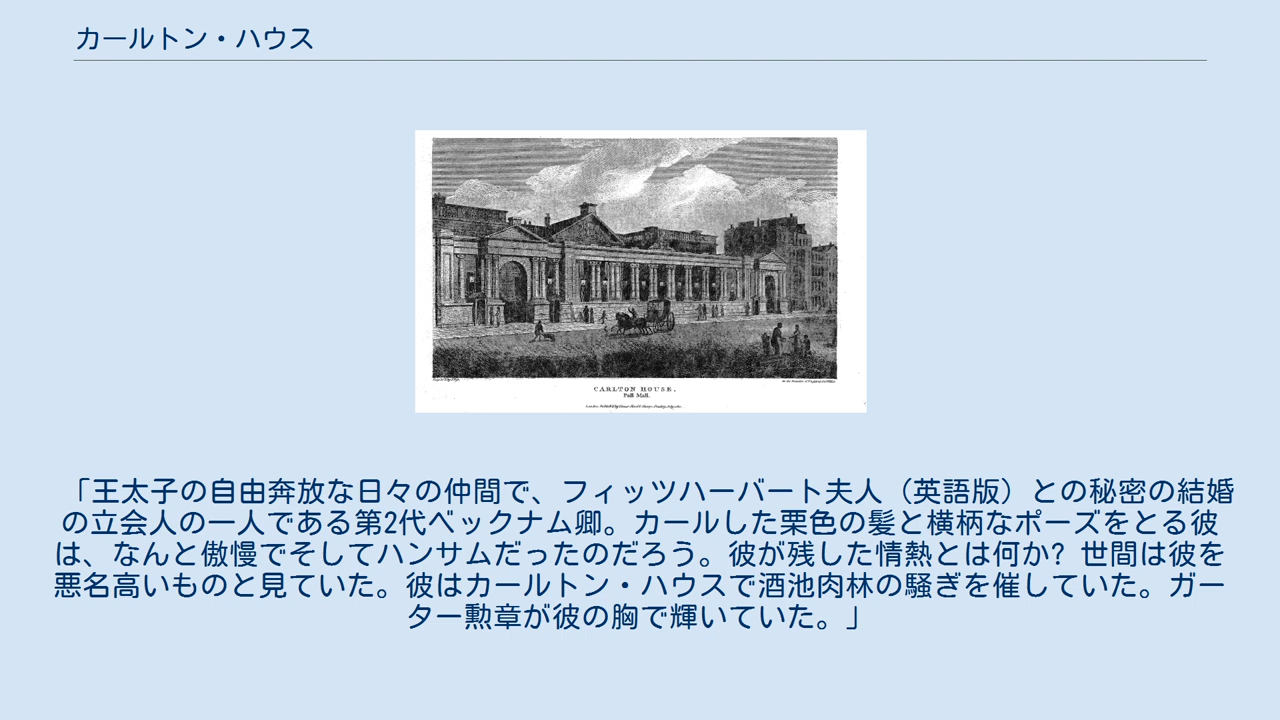 カールトン・ハウス
CARLTON HOUSE.
Pall Mall.
「王太子の自由奔放な日々の仲間で、フィッツハーバート夫人（英語版）との秘密の結婚
の立会人の一人である第2代ベックナム卿。カールした栗色の髪と横柄なポーズをとる彼
は、なんと傲慢でそしてハンサムだったのだろう。彼が残した情熱とは何か? 世間は彼を
悪名高いものと見ていた。彼はカールトン・ハウスで酒池肉林の騒ぎを催していた。ガー
ター勲章が彼の胸で輝いていた。」